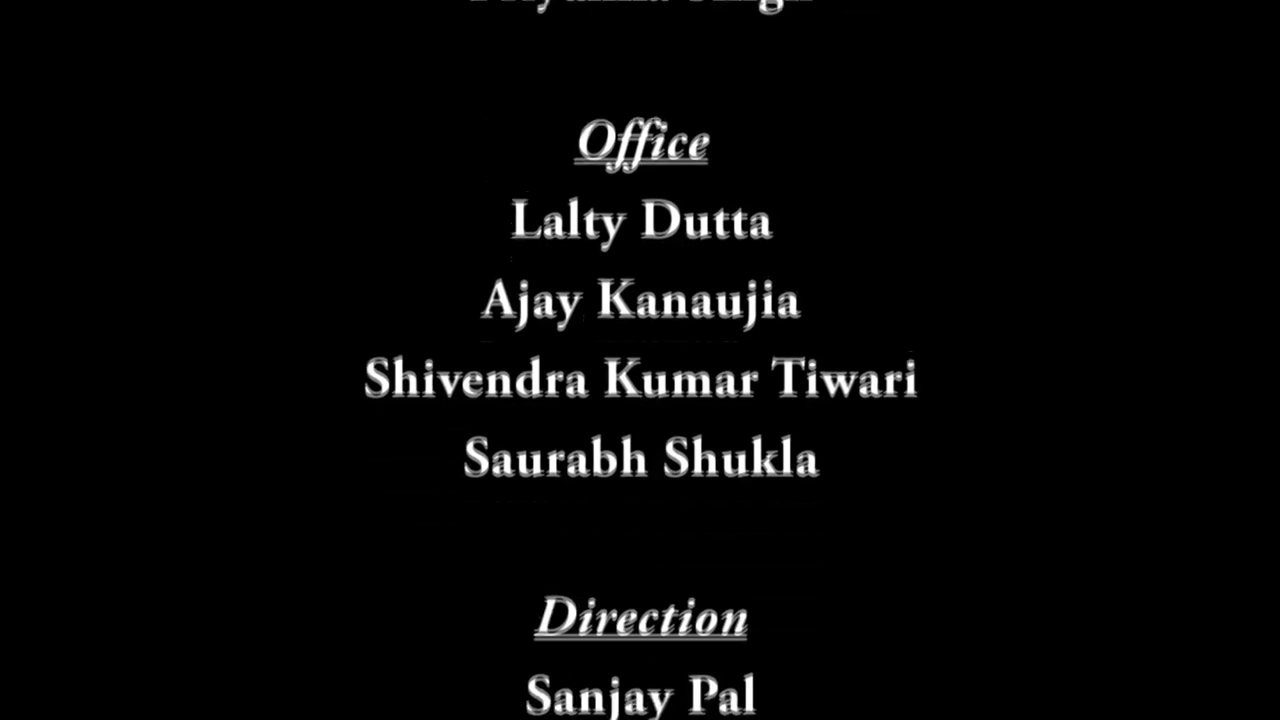 Office
Lalty Dutta
Ajay Kanaujia
Shivendra Kumar Tiwari
Saurabh Shukla
Direction
Sanjay Pal